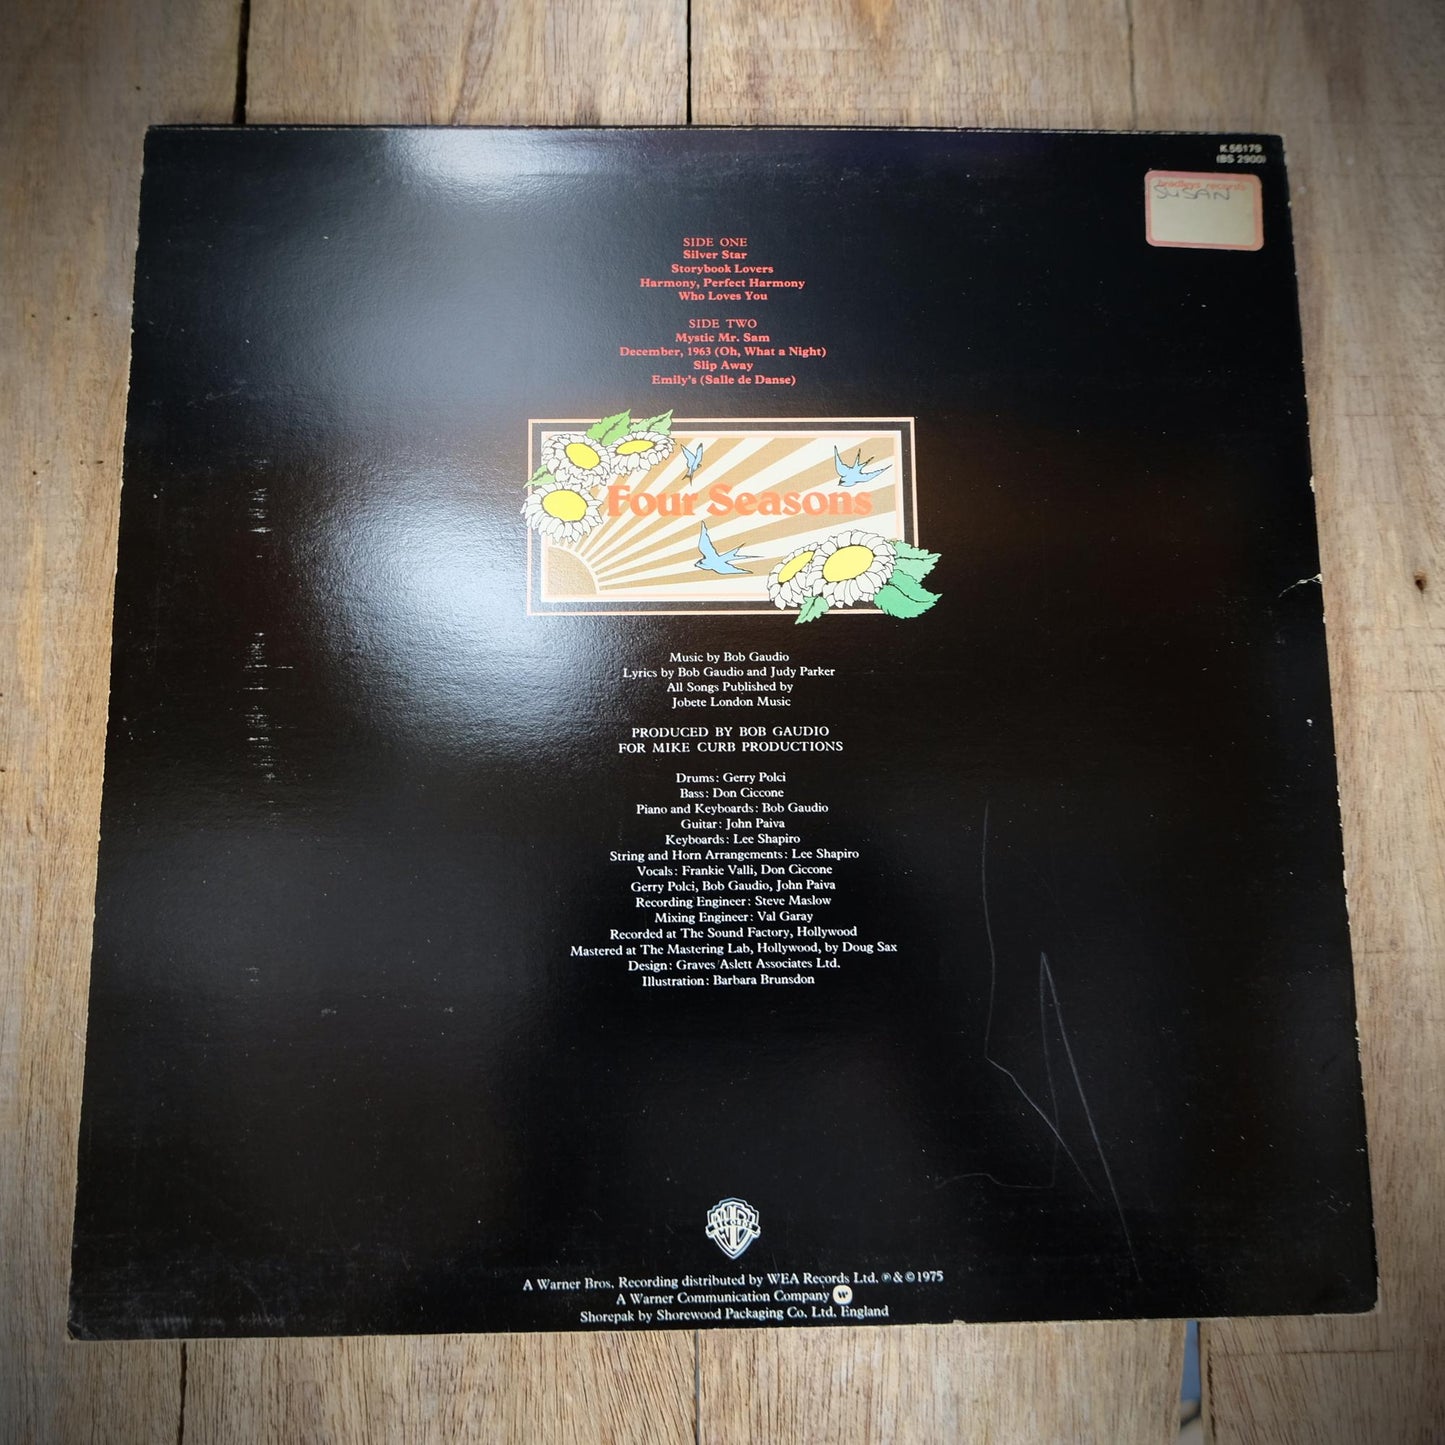 K 56179
(BS 2900)
bradleys records
SUSAN
SIDE ONE
Silver Star
Storybook Lovers
Harmony, Perfect Harmony
Who Loves You
SIDE TWO
Mystic Mr. Sam
December, 1963 (Oh, What a Night)
Slip Away
Emily's (Salle de Danse)
Four Seasons
Music by Bob Gaudio
Lyrics by Bob Gaudio and Judy Parker
All Songs Published by
Jobete London Music
PRODUCED BY BOB GAUDIO
FOR MIKE CURB PRODUCTIONS
Drums: Gerry Polci
Bass: Don Ciccone
Piano and Keyboards: Bob Gaudio
Guitar: John Paiva
Keyboards: Lee Shapiro
String and Horn Arrangements: Lee Shapiro
Vocals: Frankie Valli, Don Ciccone
Gerry Polci, Bob Gaudio, John Paiva
Recording Engineer: Steve Maslow
Mixing Engineer: Val Garay
Recorded at The Sound Factory, Hollywood
Mastered at The Mastering Lab, Hollywood, by Doug Sax
Design: Graves Aslett Associates Ltd.
Illustration: Barbara Brunsdon
A Warner Bros. Recording distributed by WEA Records Ltd. ℗ & © 1975
A Warner Communication Company
Shorepak by Shorewood Packaging Co. Ltd. England